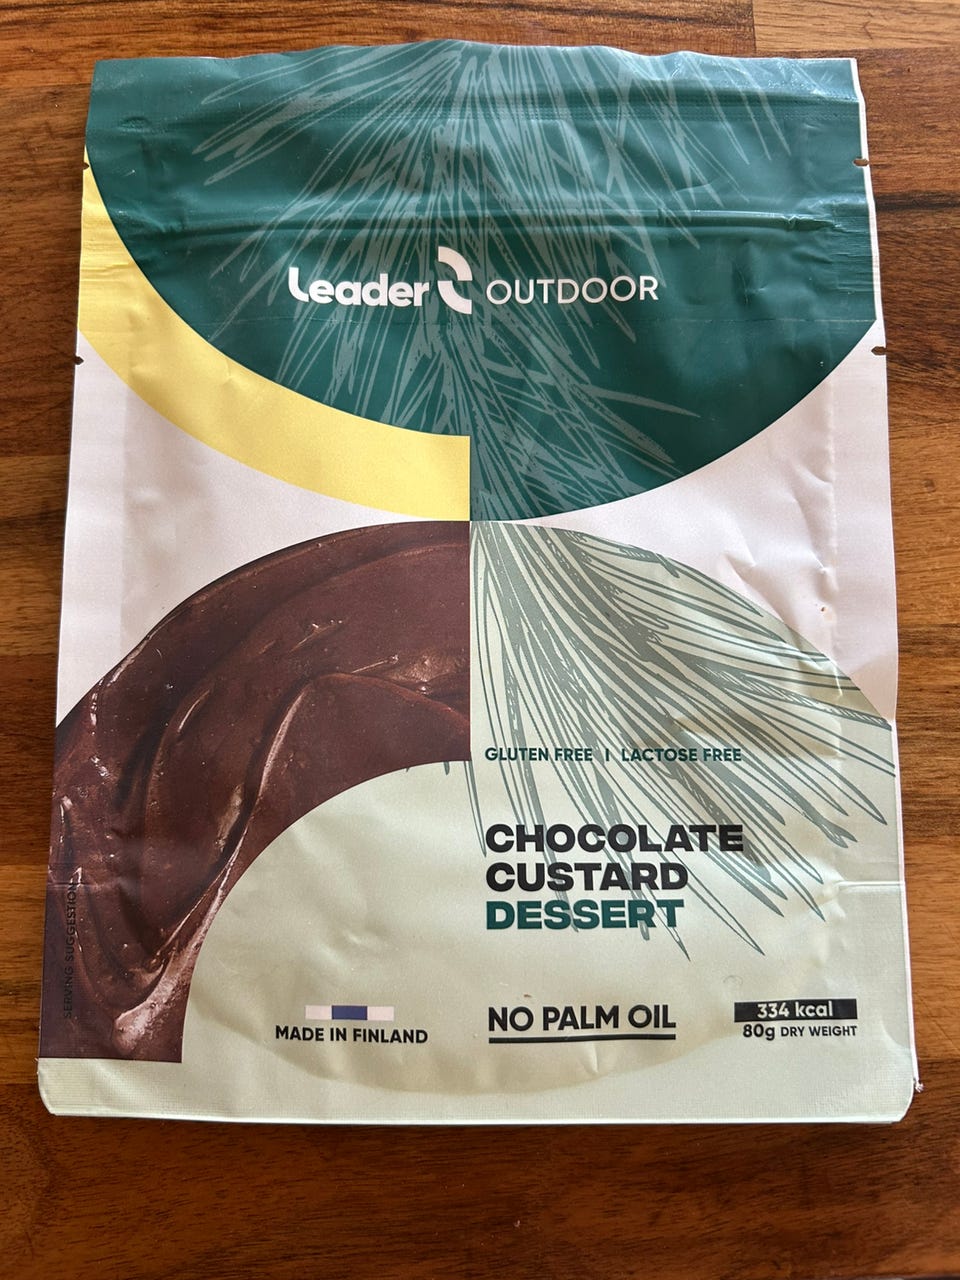 Leader OUTDOOR
GLUTEN FREE | LACTOSE FREE
CHOCOLATE
CUSTARD
DESSERT
SERVING SUGGESTION
MADE IN FINLAND
NO PALM OIL
334 kcal
80g DRY WEIGHT